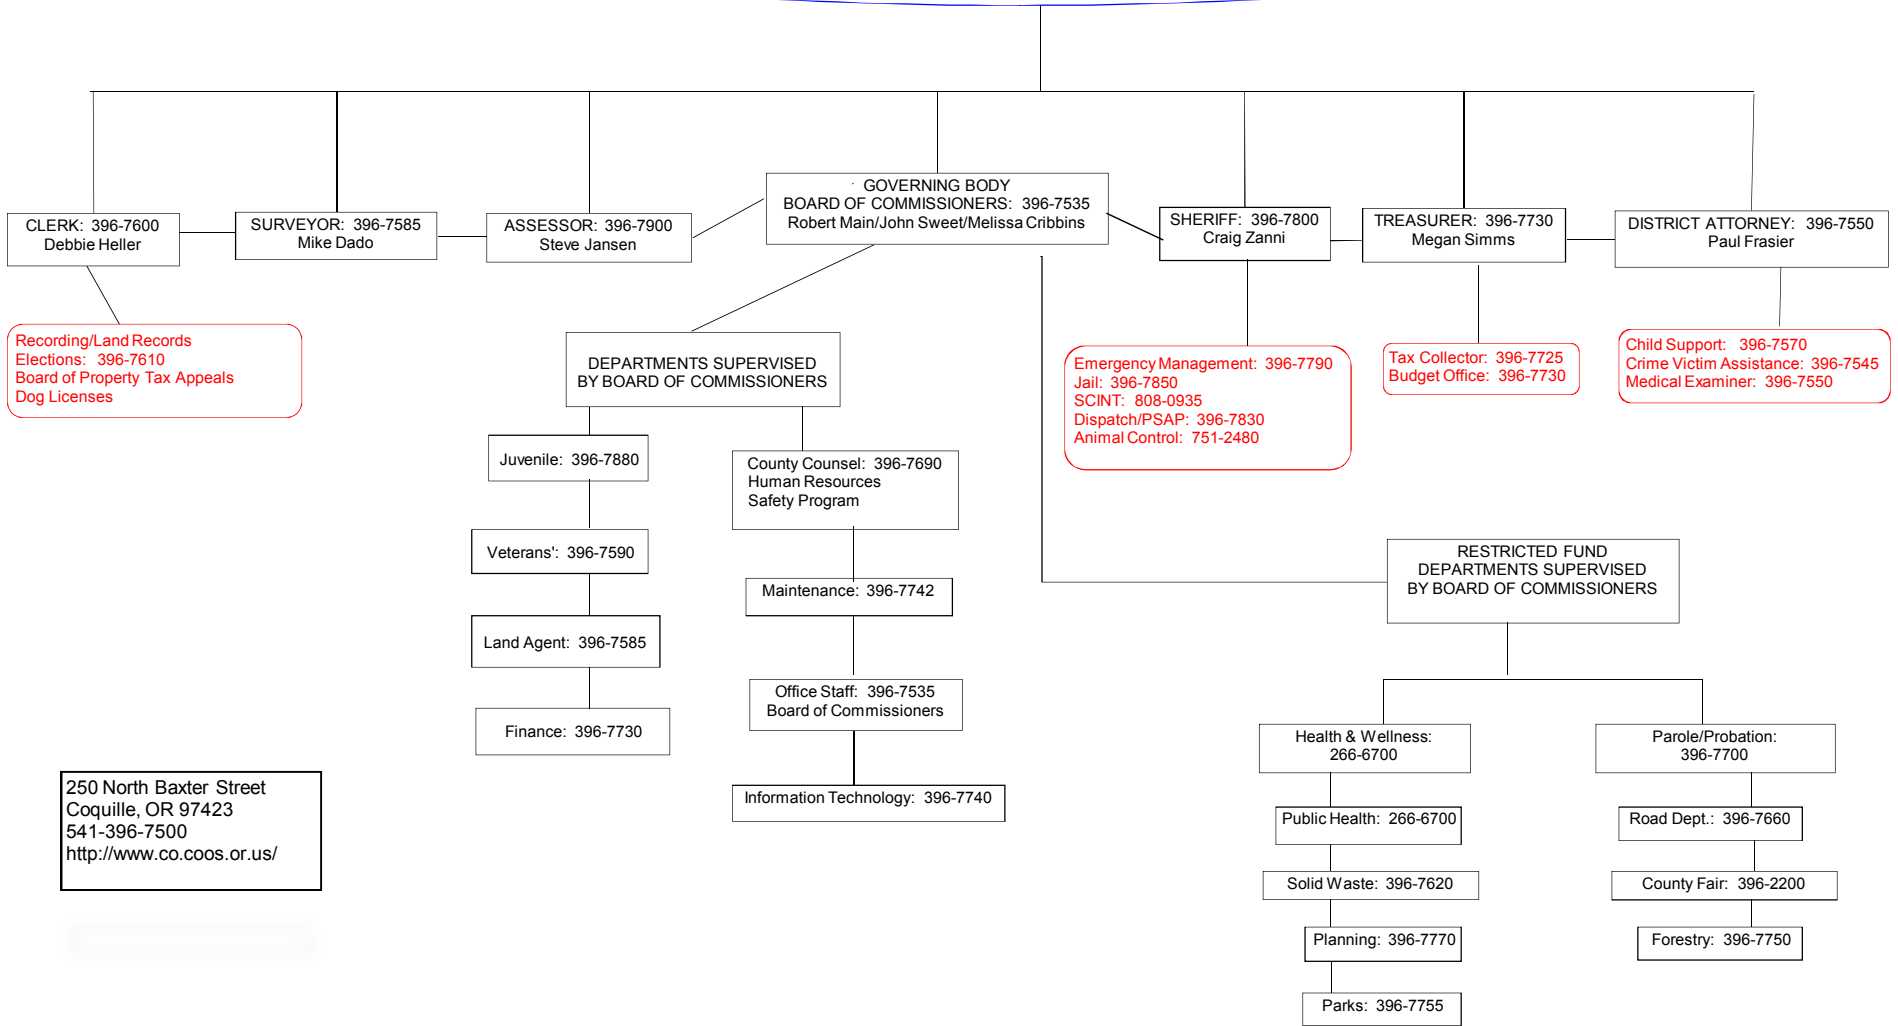 GOVERNING BODY
BOARD OF COMMISSIONERS: 396-7535
Robert Main/John Sweet/Melissa Cribbins
CLERK: 396-7600
Debbie Heller
SURVEYOR: 396-7585
Mike Dado
ASSESSOR: 396-7900
Steve Jansen
SHERIFF: 396-7800
Craig Zanni
TREASURER: 396-7730
Megan Simms
DISTRICT ATTORNEY: 396-7550
Paul Frasier
Recording/Land Records
Elections: 396-7610
Board of Property Tax Appeals
Dog Licenses
DEPARTMENTS SUPERVISED
BY BOARD OF COMMISSIONERS
Emergency Management: 396-7790
Jail: 396-7850
SCINT: 808-0935
Dispatch/PSAP: 396-7830
Animal Control: 751-2480
Tax Collector: 396-7725
Budget Office: 396-7730
Child Support: 396-7570
Crime Victim Assistance: 396-7545
Medical Examiner: 396-7550
Juvenile: 396-7880
Veterans': 396-7590
Land Agent: 396-7585
Finance: 396-7730
County Counsel: 396-7690
Human Resources
Safety Program
Maintenance: 396-7742
Office Staff: 396-7535
Board of Commissioners
Information Technology: 396-7740
RESTRICTED FUND
DEPARTMENTS SUPERVISED
BY BOARD OF COMMISSIONERS
Health & Wellness:
266-6700
Public Health: 266-6700
Solid Waste: 396-7620
Planning: 396-7770
Parks: 396-7755
Parole/Probation:
396-7700
Road Dept.: 396-7660
County Fair: 396-2200
Forestry: 396-7750
250 North Baxter Street
Coquille, OR 97423
541-396-7500
http://www.co.coos.or.us/